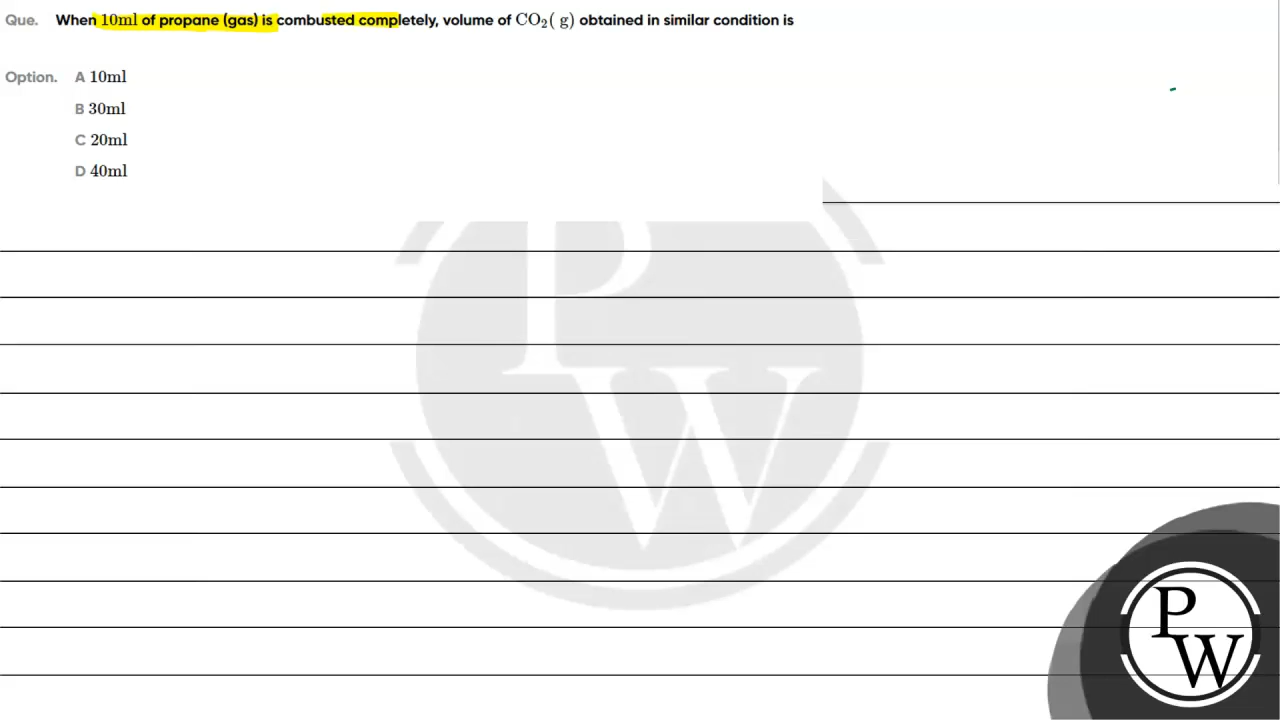 Que. When 10ml of propane (gas) is combusted completely, volume of CO₂( g) obtained in similar condition is
Option. A 10ml
B 30ml
C 20ml
D 40ml
PW
PW